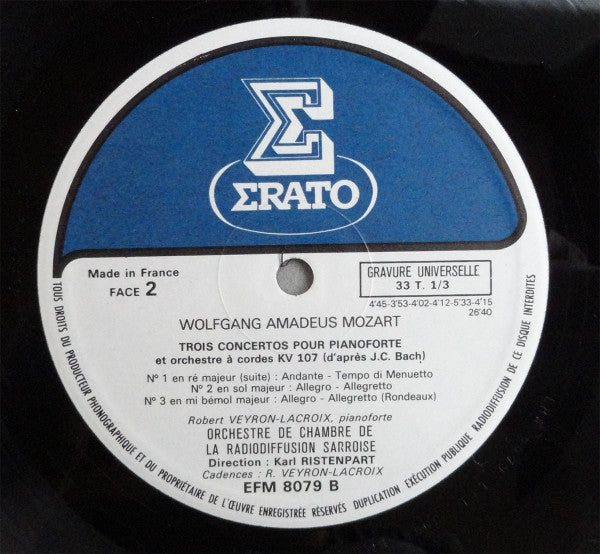 Σ
ΣRATO
Made in France
FACE 2
GRAVURE UNIVERSELLE
33 T. 1/3
4'45-3'53-4'02-4'12-5'33-4'15
26'40
WOLFGANG AMADEUS MOZART
TROIS CONCERTOS POUR PIANOFORTE
et orchestre à cordes KV 107 (d'après J.C. Bach)
Nº 1 en ré majeur (suite) : Andante - Tempo di Menuetto
Nº 2 en sol majeur : Allegro - Allegretto
Nº 3 en mi bémol majeur : Allegro - Allegretto (Rondeaux)
Robert VEYRON-LACROIX, pianoforte
ORCHESTRE DE CHAMBRE DE
LA RADIODIFFUSION SARROISE
Direction : Karl RISTENPART
Cadences : R. VEYRON-LACROIX
EFM 8079 B
TOUS DROITS DU PRODUCTEUR PHONOGRAPHIQUE ET DU PROPRIETAIRE DE L'ŒUVRE ENREGISTRÉE RÉSERVÉS DUPLICATION EXÉCUTION PUBLIQUE RADIODIFFUSION DE CE DISQUE INTERDITES